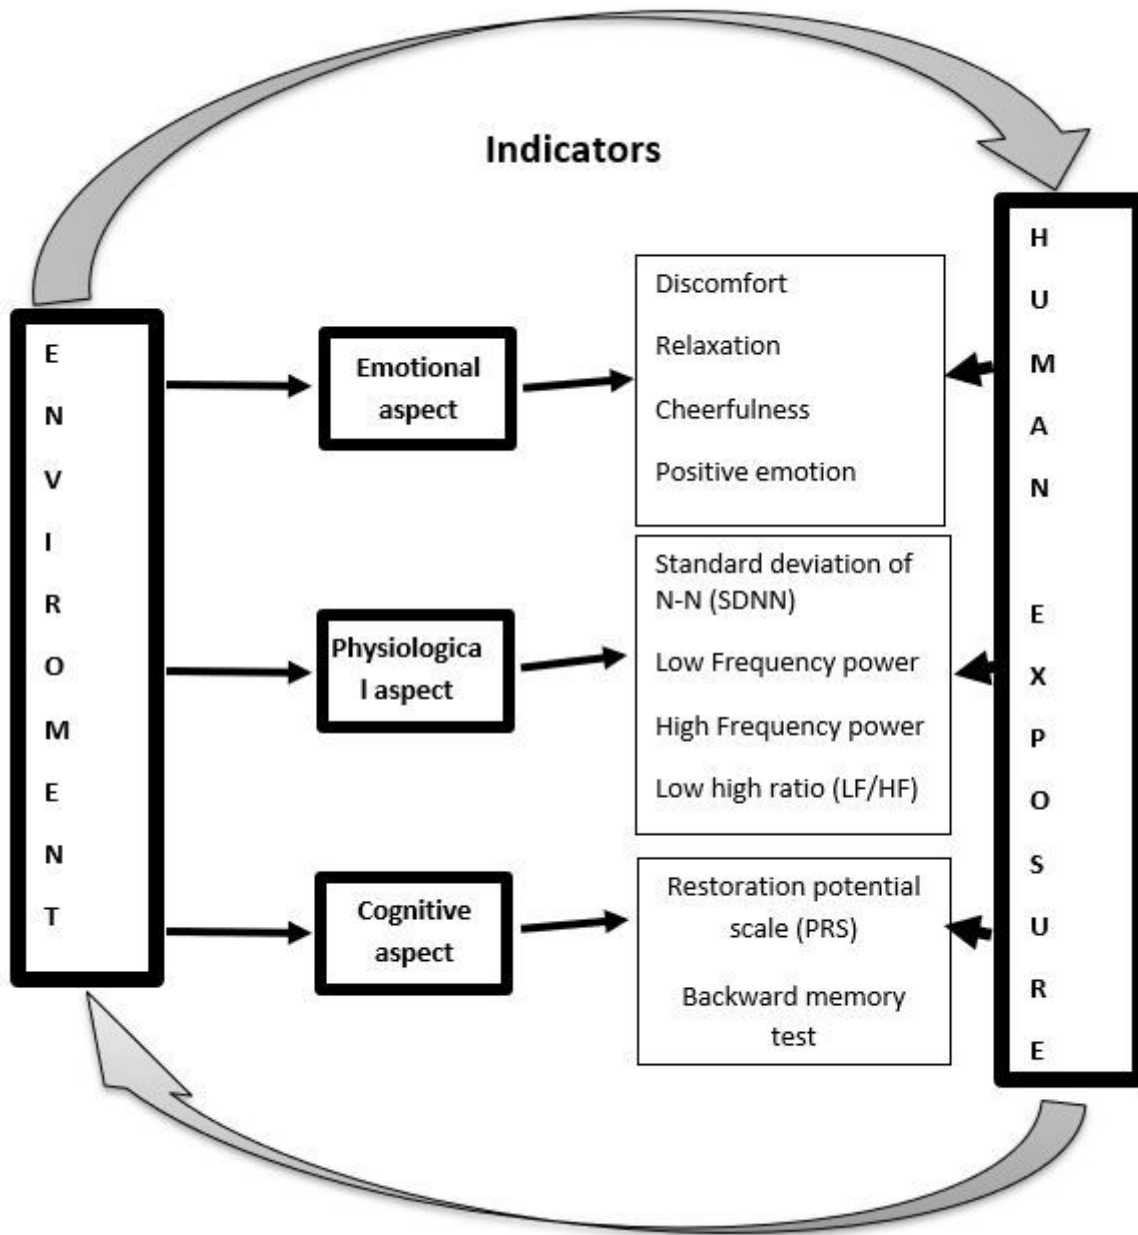 Indicators
E
N
V
I
R
O
M
E
N
T
Emotional
aspect
Physiologica
l aspect
Cognitive
aspect
Discomfort
Relaxation
Cheerfulness
Positive emotion
Standard deviation of
N-N (SDNN)
Low Frequency power
High Frequency power
Low high ratio (LF/HF)
Restoration potential
scale (PRS)
Backward memory
test
H
U
M
A
N
E
X
P
O
S
U
R
E